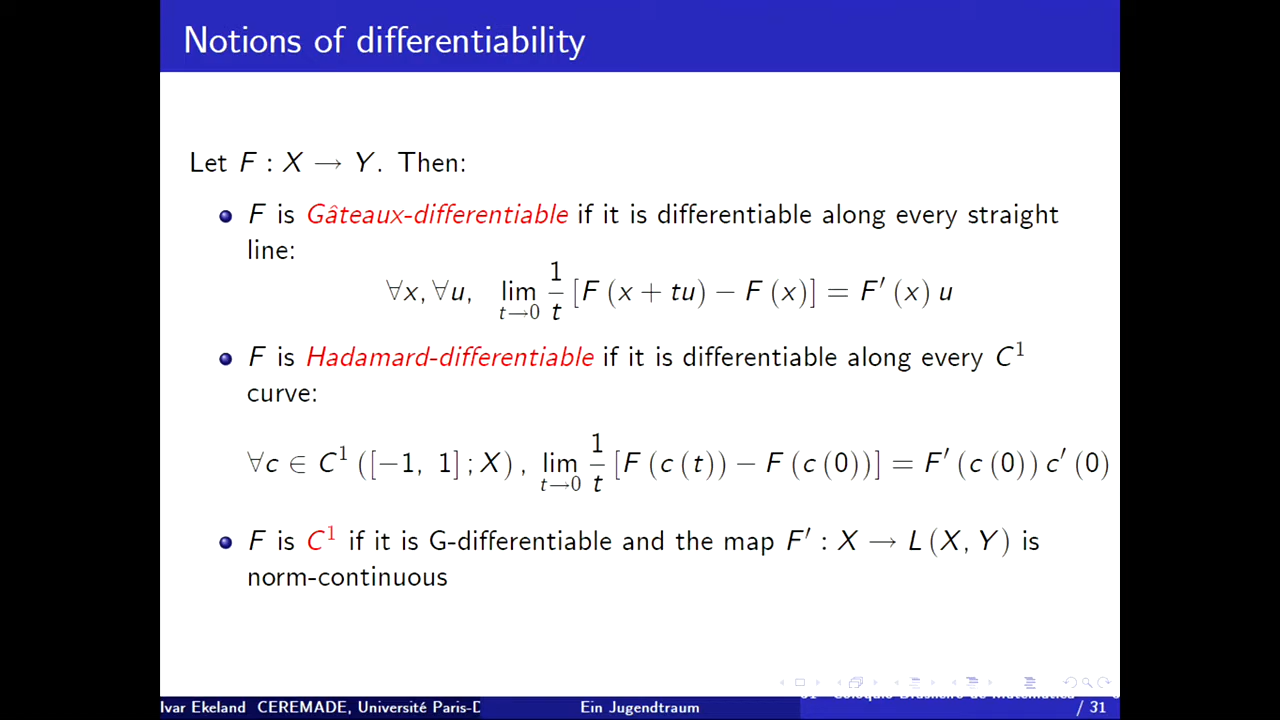 Notions of differentiability
Let F : X → Y. Then:
F is Gâteaux-differentiable if it is differentiable along every straight
line:
∀x, ∀u, lim_{t→0} 1/t [F (x + tu) − F (x)] = F′ (x) u
F is Hadamard-differentiable if it is differentiable along every C¹
curve:
∀c ∈ C¹ ([−1, 1] ; X) , lim_{t→0} 1/t [F (c (t)) − F (c (0))] = F′ (c (0)) c′ (0)
F is C¹ if it is G-differentiable and the map F′ : X → L (X, Y) is
norm-continuous
Ivar Ekeland CEREMADE, Université Paris-D
Ein Jugendtraum
/ 31